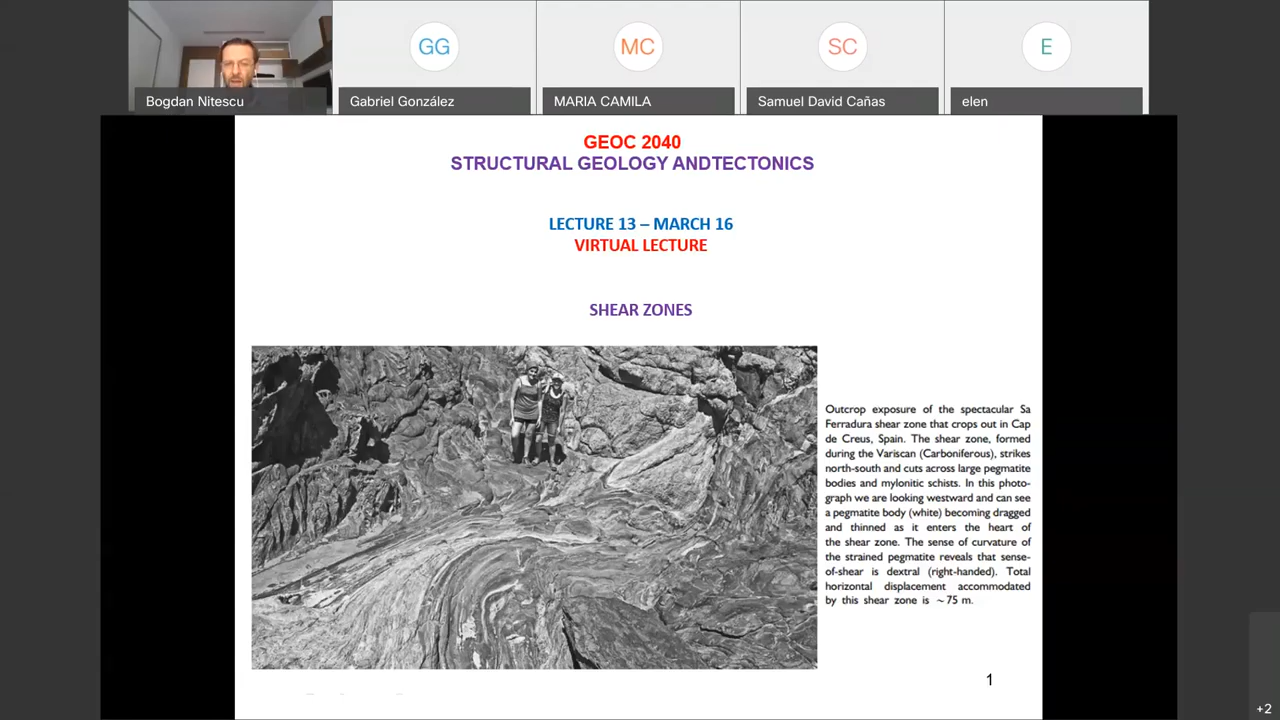 GG
MC
SC
E
Bogdan Nitescu
Gabriel González
MARIA CAMILA
Samuel David Cañas
elen
GEOC 2040
STRUCTURAL GEOLOGY ANDTECTONICS
LECTURE 13 – MARCH 16
VIRTUAL LECTURE
SHEAR ZONES
Outcrop exposure of the spectacular Sa
Ferradura shear zone that crops out in Cap
de Creus, Spain. The shear zone, formed
during the Variscan (Carboniferous), strikes
north-south and cuts across large pegmatite
bodies and mylonitic schists. In this photo-
graph we are looking westward and can see
a pegmatite body (white) becoming dragged
and thinned as it enters the heart of
the shear zone. The sense of curvature of
the strained pegmatite reveals that sense-
of-shear is dextral (right-handed). Total
horizontal displacement accommodated
by this shear zone is ~75 m.
1
+2